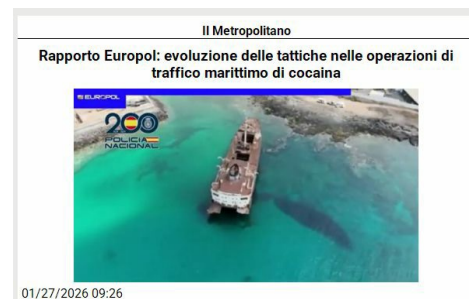 Il Metropolitano
Rapporto Europol: evoluzione delle tattiche nelle operazioni di
traffico marittimo di cocaina
EUROPOL
200
POLICIA
NACIONAL
01/27/2026 09:26